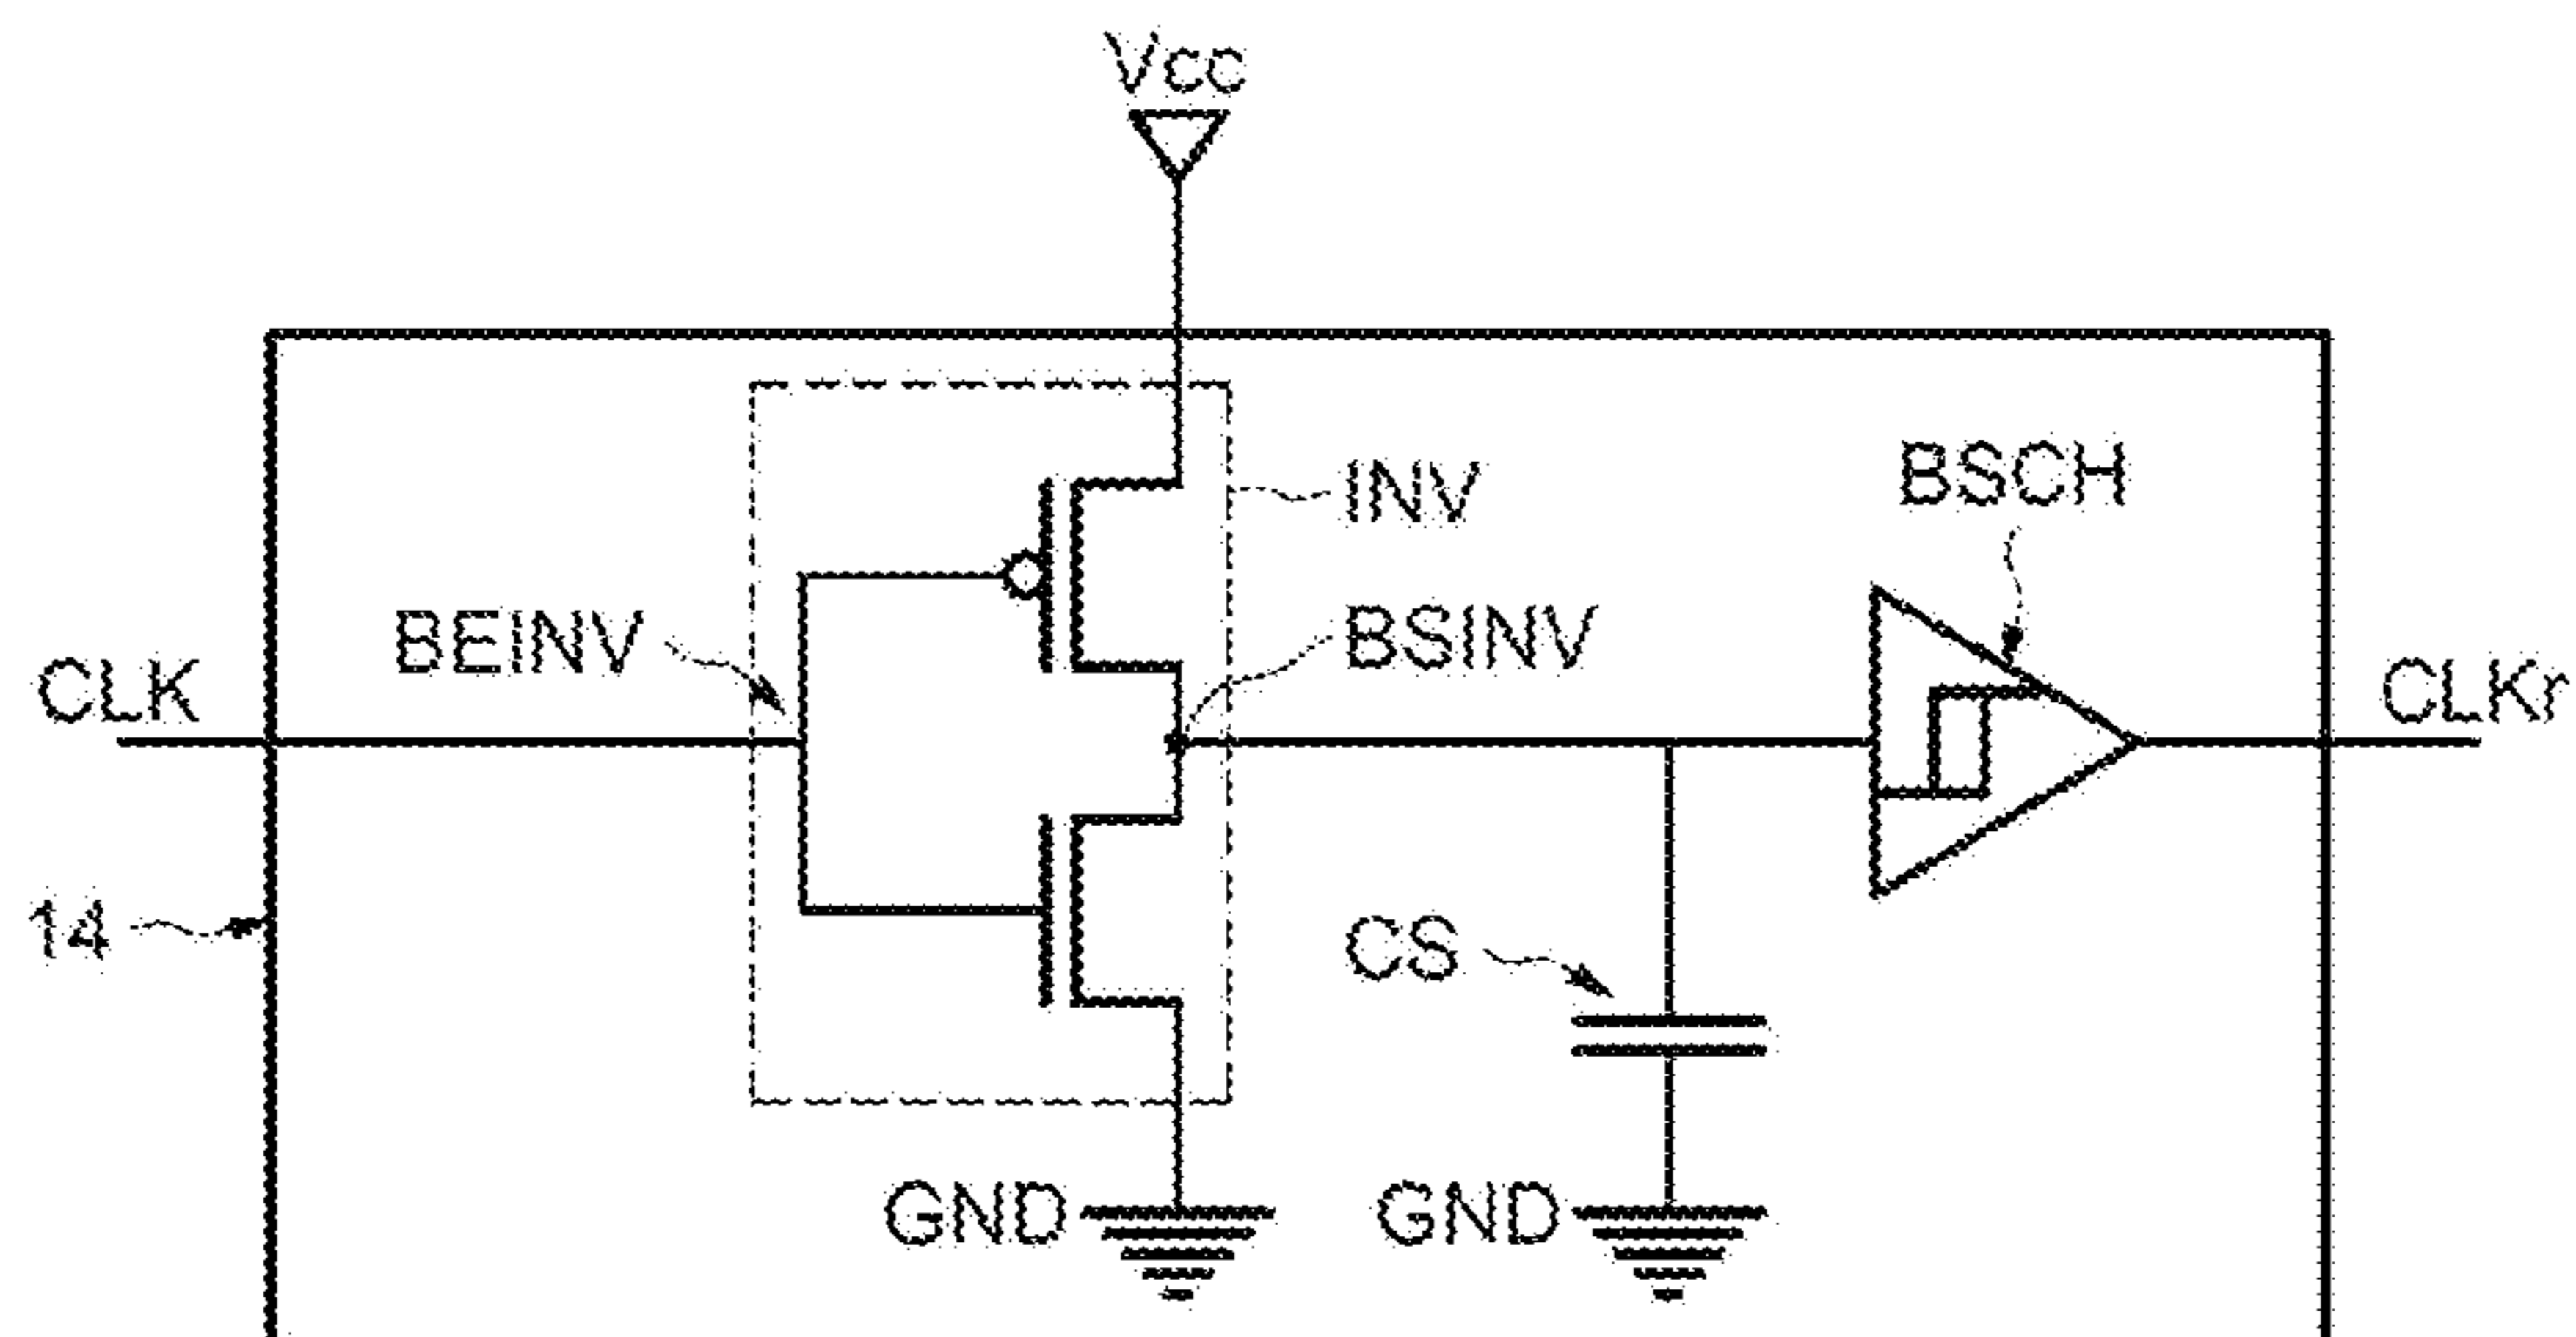 Vcc
INV
BSCH
BEINV
BSINV
CLK
CLKr
14
CS
GND
GND